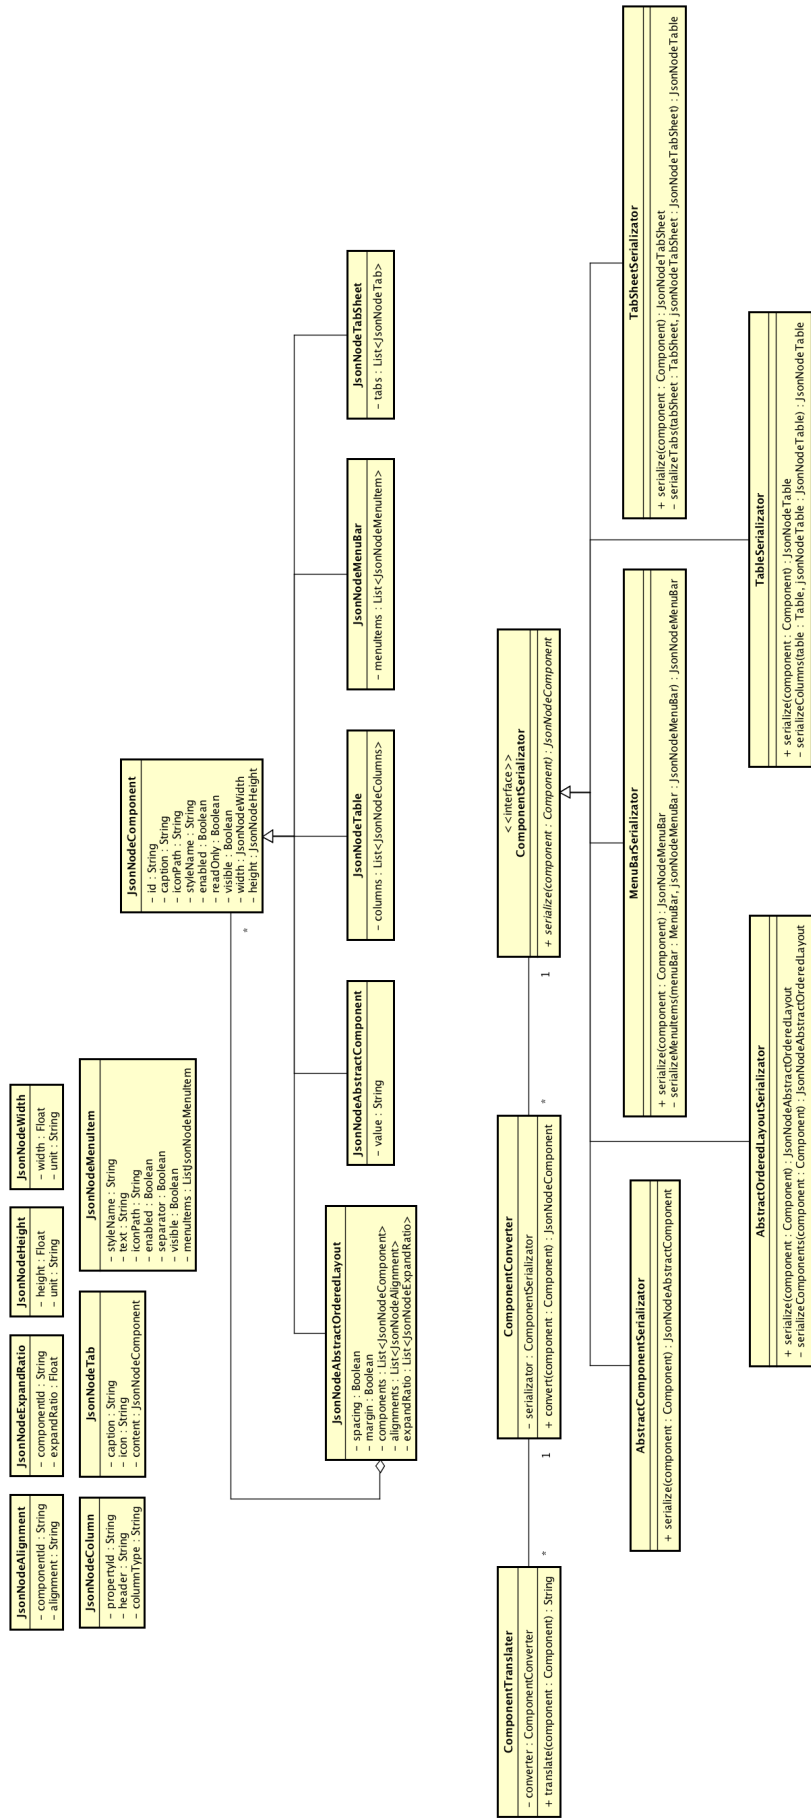 JsonNodeAlignment
– componentId : String
– alignment : String
JsonNodeExpandRatio
– componentId : String
– expandRatio : Float
JsonNodeHeight
– height : Float
– unit : String
JsonNodeWidth
– width : Float
– unit : String
JsonNodeColumn
– propertyId : String
– header : String
– columnType : String
JsonNodeTab
– caption : String
– icon : String
– content : JsonNodeComponent
JsonNodeMenuItem
– styleName : String
– text : String
– iconPath : String
– enabled : Boolean
– separator : Boolean
– visible : Boolean
– menuItems : ListJsonNodeMenuItem
JsonNodeComponent
– id : String
– caption : String
– iconPath : String
– styleName : String
– enabled : Boolean
– readOnly : Boolean
– visible : Boolean
– width : JsonNodeWidth
– height : JsonNodeHeight
*
JsonNodeAbstractOrderedLayout
– spacing : Boolean
– margin : Boolean
– components : List<JsonNodeComponent>
– alignments : List<JsonNodeAlignment>
– expandRatio : List<JsonNodeExpandRatio>
JsonNodeAbstractComponent
– value : String
JsonNodeTable
– columns : List<JsonNodeColumns>
JsonNodeMenuBar
– menuItems : List<JsonNodeMenuItem>
JsonNodeTabSheet
– tabs : List<JsonNodeTab>
ComponentTranslater
– converter : ComponentConverter
+ translate(component : Component) : String
*
1
ComponentConverter
– serializator : ComponentSerializator
+ convert(component : Component) : JsonNodeComponent
*
1
<<interface>>
ComponentSerializator
+ serialize(component : Component) : JsonNodeComponent
AbstractComponentSerializator
+ serialize(component : Component) : JsonNodeAbstractComponent
MenuBarSerializator
+ serialize(component : Component) : JsonNodeMenuBar
– serializeMenuItems(menuBar : MenuBar, jsonNodeMenuBar : JsonNodeMenuBar) : JsonNodeMenuBar
TabSheetSerializator
+ serialize(component : Component) : JsonNodeTabSheet
– serializeTabs(tabSheet : TabSheet, jsonNodeTabSheet : JsonNodeTabSheet) : JsonNodeTable
AbstractOrderedLayoutSerializator
+ serialize(component : Component) : JsonNodeAbstractOrderedLayout
– serializeComponents(component : Component) : JsonNodeAbstractOrderedLayout
TableSerializator
+ serialize(component : Component) : JsonNodeTable
– serializeColumns(table : Table, jsonNodeTable : JsonNodeTable) : JsonNodeTable